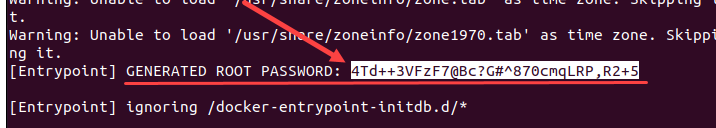 Warning: Unable to load '/usr/share/zoneinfo/zone.tab' as time zone. Skipping i
t.
Warning: Unable to load '/usr/share/zoneinfo/zone1970.tab' as time zone. Skippi
ng it.
[Entrypoint] GENERATED ROOT PASSWORD: 4Td++3VFzF7@Bc?G#^870cmqLRP,R2+5
[Entrypoint] ignoring /docker-entrypoint-initdb.d/*